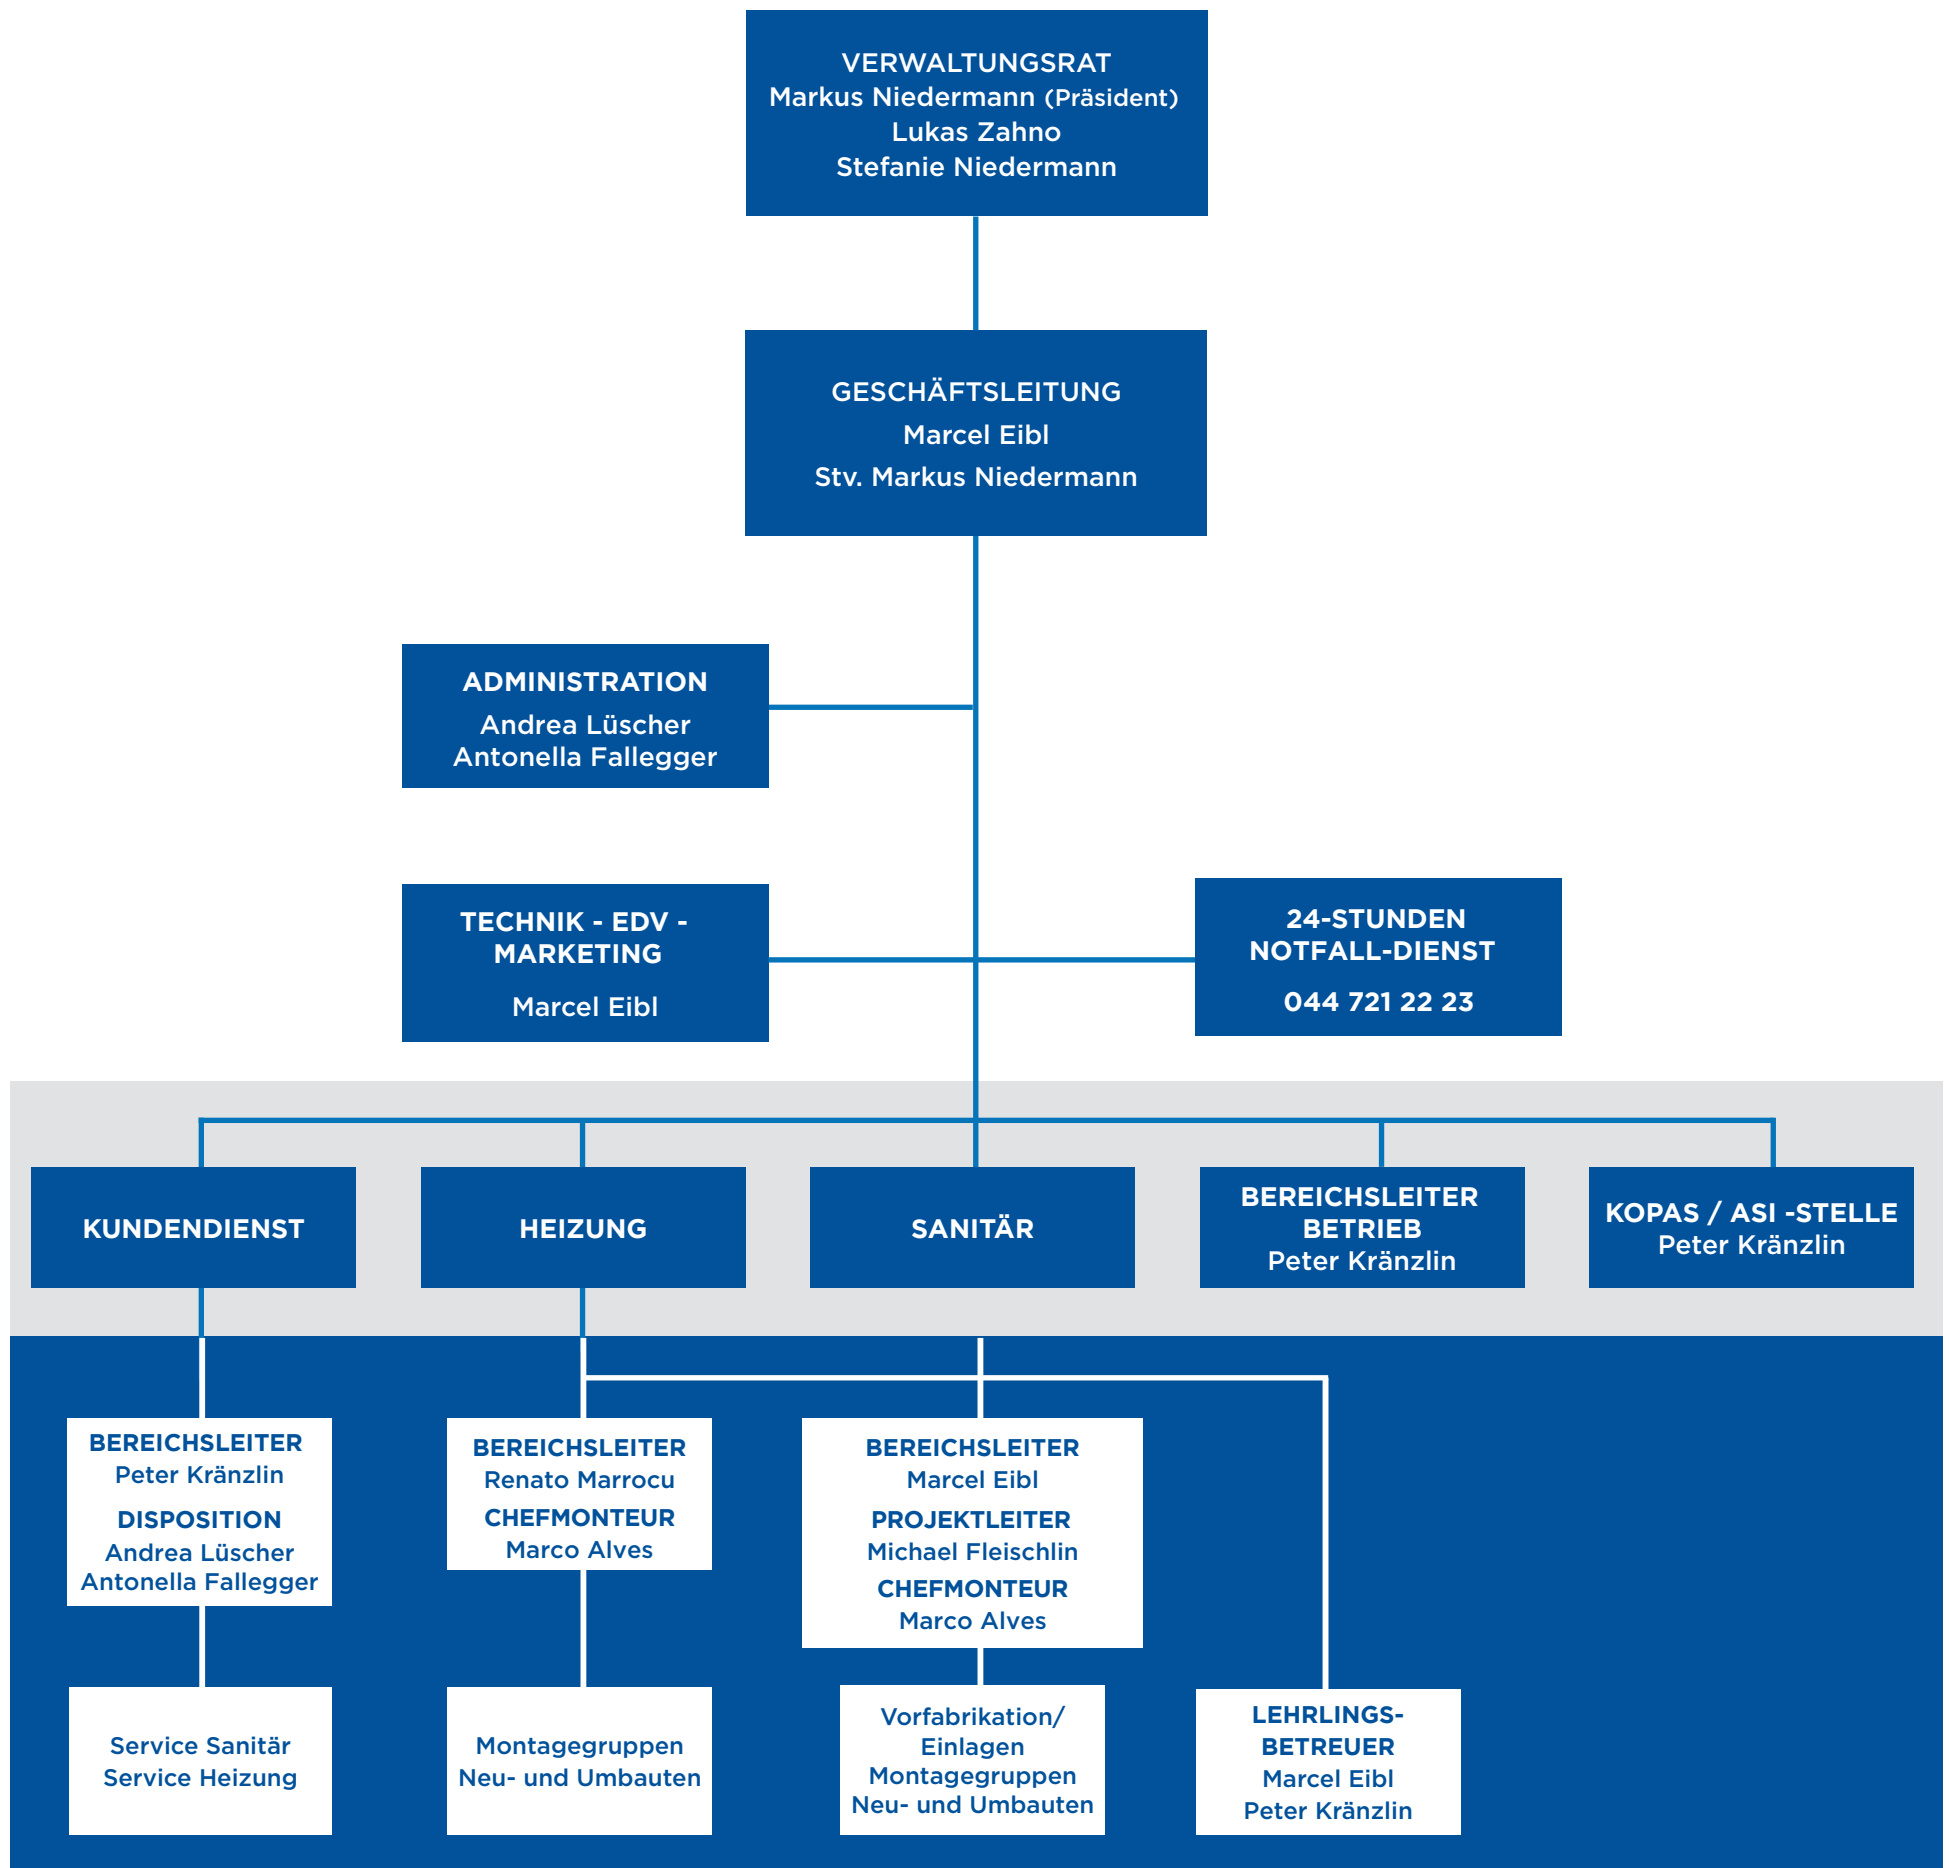 VERWALTUNGSRAT
Markus Niedermann (Präsident)
Lukas Zahno
Stefanie Niedermann
GESCHÄFTSLEITUNG
Marcel Eibl
Stv. Markus Niedermann
ADMINISTRATION
Andrea Lüscher
Antonella Fallegger
TECHNIK - EDV -
MARKETING
Marcel Eibl
24-STUNDEN
NOTFALL-DIENST
044 721 22 23
KUNDENDIENST
HEIZUNG
SANITÄR
BEREICHSLEITER
BETRIEB
Peter Kränzlin
KOPAS / ASI -STELLE
Peter Kränzlin
BEREICHSLEITER
Peter Kränzlin
DISPOSITION
Andrea Lüscher
Antonella Fallegger
BEREICHSLEITER
Renato Marrocu
CHEFMONTEUR
Marco Alves
BEREICHSLEITER
Marcel Eibl
PROJEKTLEITER
Michael Fleischlin
CHEFMONTEUR
Marco Alves
Service Sanitär
Service Heizung
Montagegruppen
Neu- und Umbauten
Vorfabrikation/
Einlagen
Montagegruppen
Neu- und Umbauten
LEHRLINGS-
BETREUER
Marcel Eibl
Peter Kränzlin